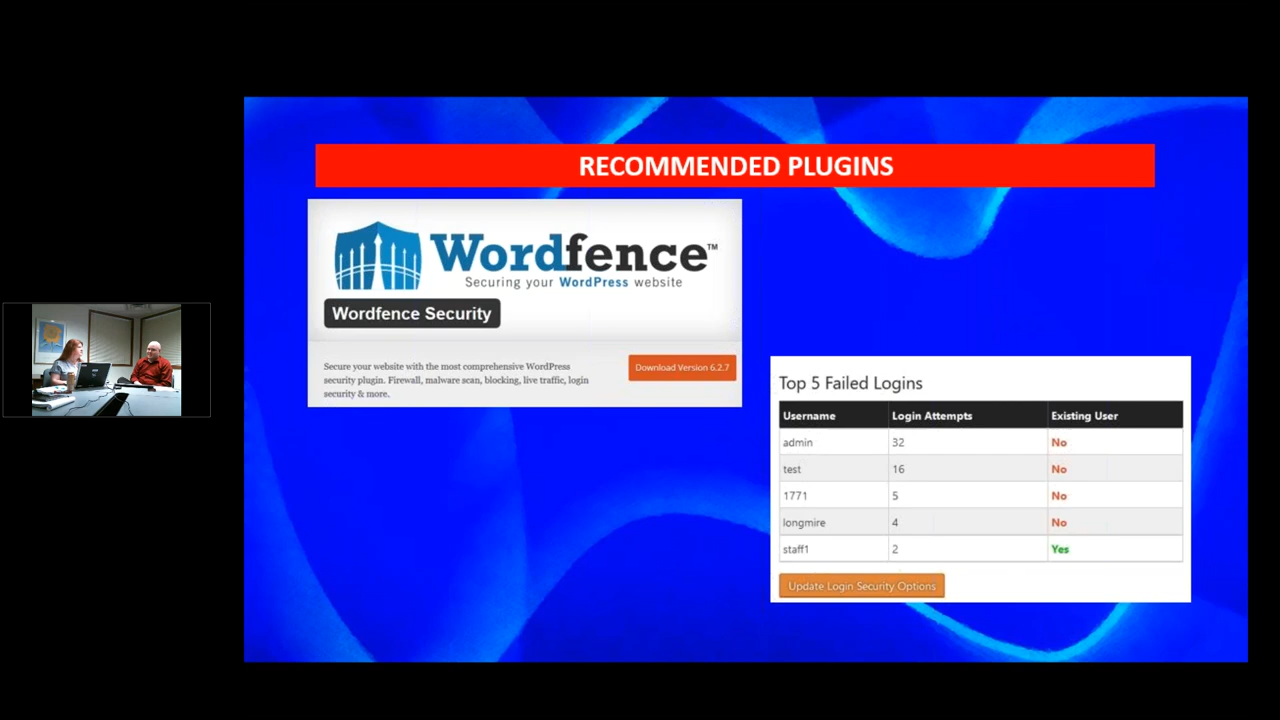 RECOMMENDED PLUGINS
Wordfence™
Securing your WordPress website
Wordfence Security
Secure your website with the most comprehensive WordPress
security plugin. Firewall, malware scan, blocking, live traffic, login
security & more.
Download Version 6.2.7
Top 5 Failed Logins
Username Login Attempts Existing User
admin 32 No
test 16 No
1771 5 No
longmire 4 No
staff1 2 Yes
Update Login Security Options